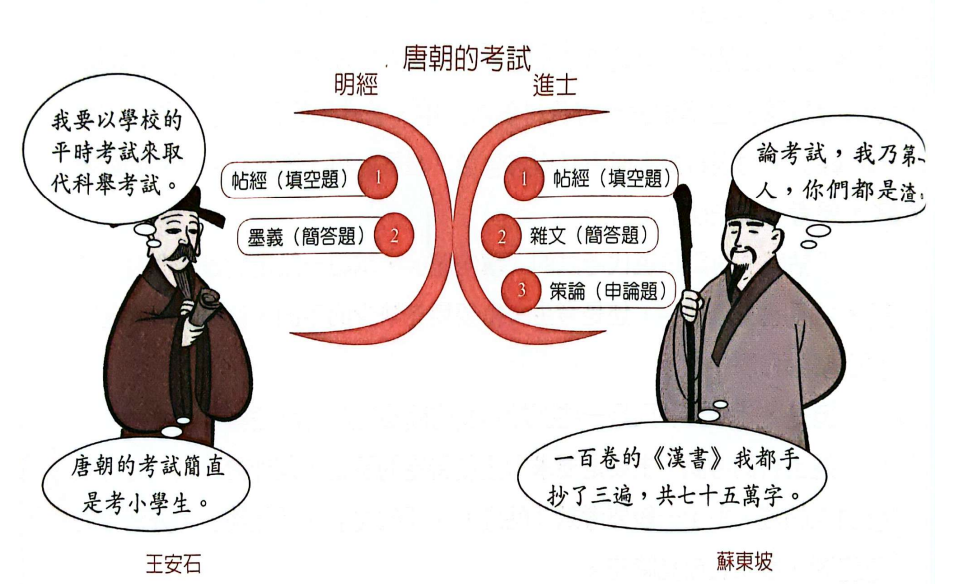 唐朝的考試
明經
進士
我要以學校的
平時考試來取
代科舉考試。
帖經（填空題）1
墨義（簡答題）2
1 帖經（填空題）
2 雜文（簡答題）
3 策論（申論題）
論考試，我乃第
人，你們都是渣
唐朝的考試簡直
是考小學生。
一百卷的《漢書》我都手
抄了三遍，共七十五萬字。
王安石
蘇東坡